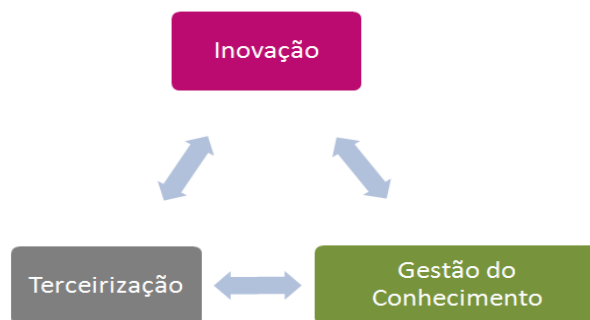 Inovação
Terceirização
Gestão do
Conhecimento